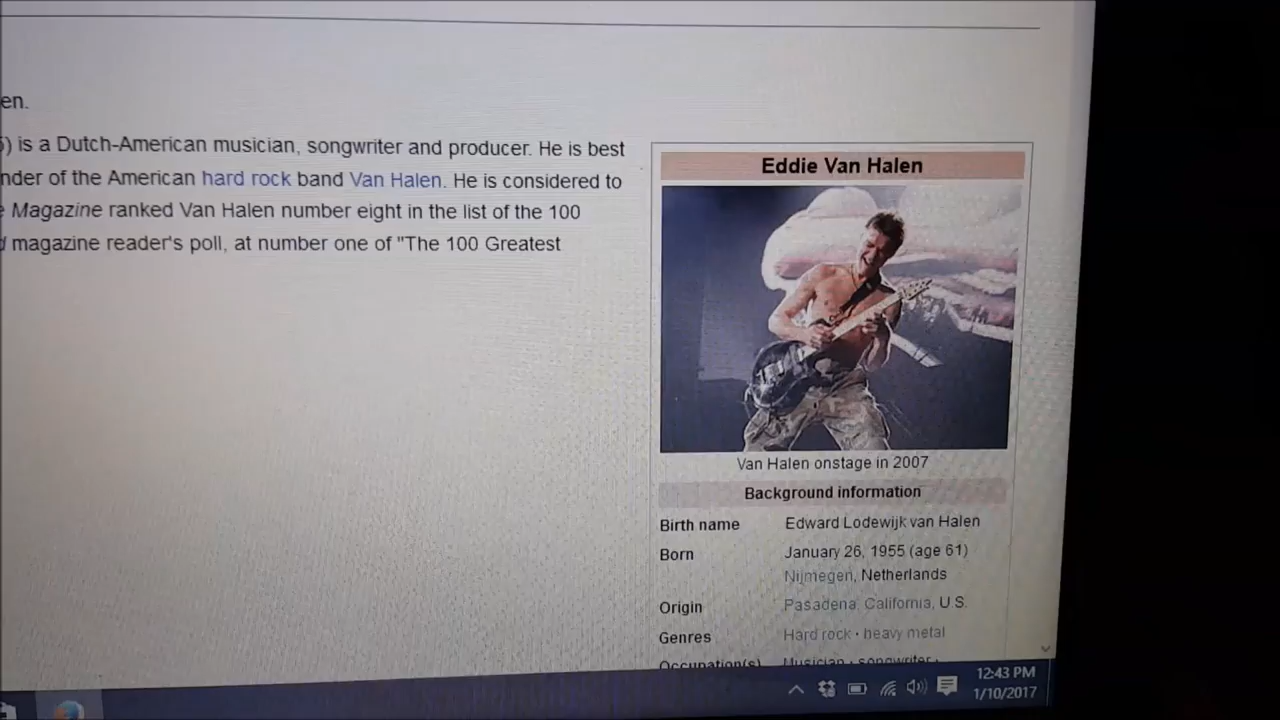 en.
) is a Dutch-American musician, songwriter and producer. He is best
nder of the American hard rock band Van Halen. He is considered to
e Magazine ranked Van Halen number eight in the list of the 100
d magazine reader's poll, at number one of "The 100 Greatest
Eddie Van Halen
Van Halen onstage in 2007
Background information
Birth name Edward Lodewijk van Halen
Born January 26, 1955 (age 61)
Nijmegen, Netherlands
Origin Pasadena, California, U.S.
Genres Hard rock · heavy metal
Occupation(s) Musician · songwriter ·
12:43 PM
1/10/2017